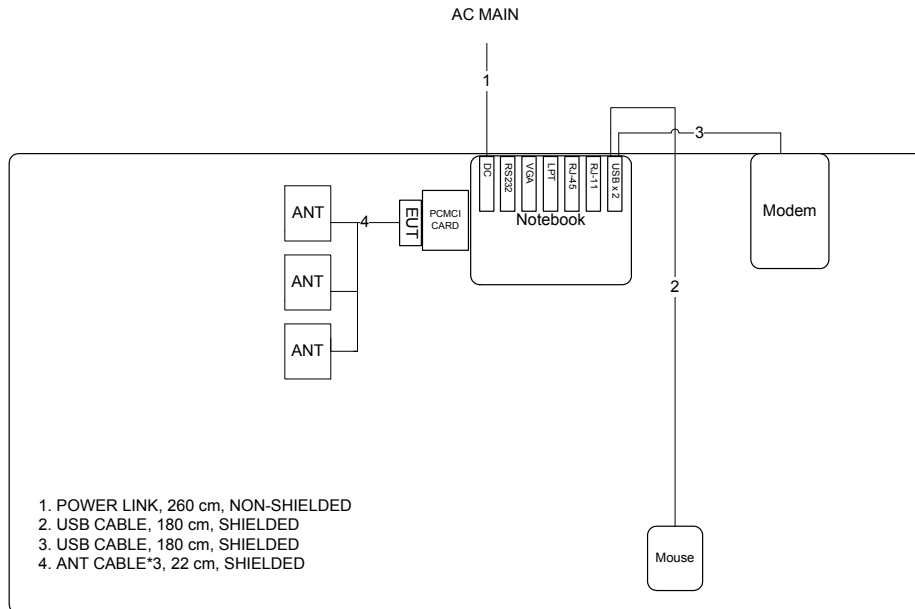 AC MAIN
1
3
DC
RS232
VGA
LPT
RJ-45
RJ-11
USB x 2
Notebook
Modem
ANT
4
EUT
PCMCI
CARD
ANT
2
ANT
1. POWER LINK, 260 cm, NON-SHIELDED
2. USB CABLE, 180 cm, SHIELDED
3. USB CABLE, 180 cm, SHIELDED
4. ANT CABLE*3, 22 cm, SHIELDED
Mouse